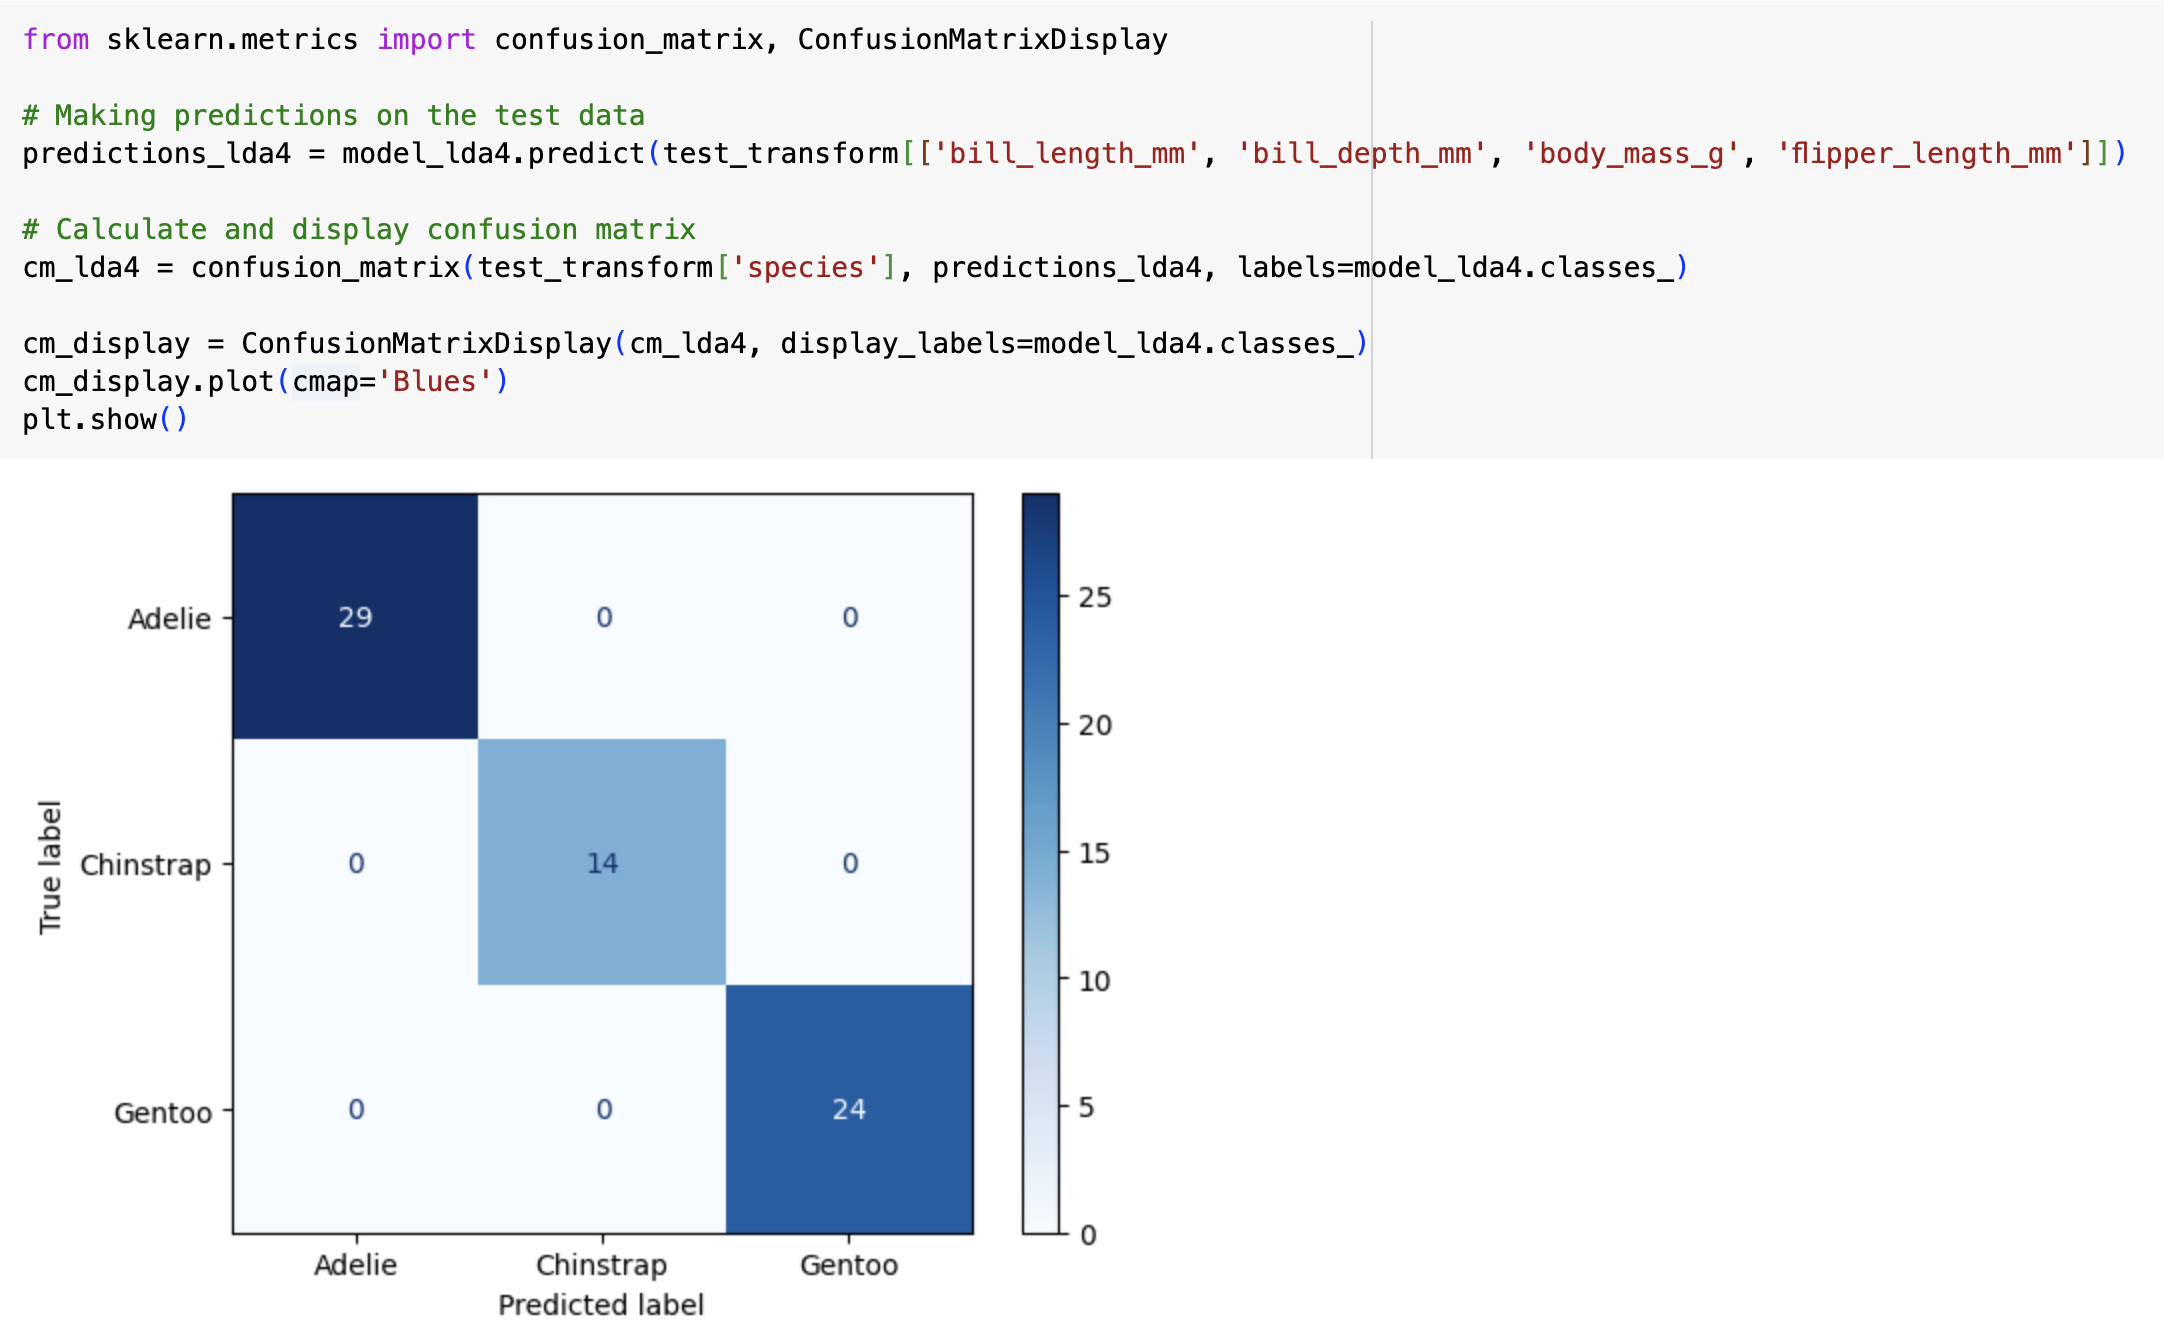 from sklearn.metrics import confusion_matrix, ConfusionMatrixDisplay
# Making predictions on the test data
predictions_lda4 = model_lda4.predict(test_transform[['bill_length_mm', 'bill_depth_mm', 'body_mass_g', 'flipper_length_mm']])
# Calculate and display confusion matrix
cm_lda4 = confusion_matrix(test_transform['species'], predictions_lda4, labels=model_lda4.classes_)
cm_display = ConfusionMatrixDisplay(cm_lda4, display_labels=model_lda4.classes_)
cm_display.plot(cmap='Blues')
plt.show()
True label
Adelie 29 0 0
Chinstrap 0 14 0
Gentoo 0 0 24
Adelie Chinstrap Gentoo
Predicted label
25
20
15
10
5
0